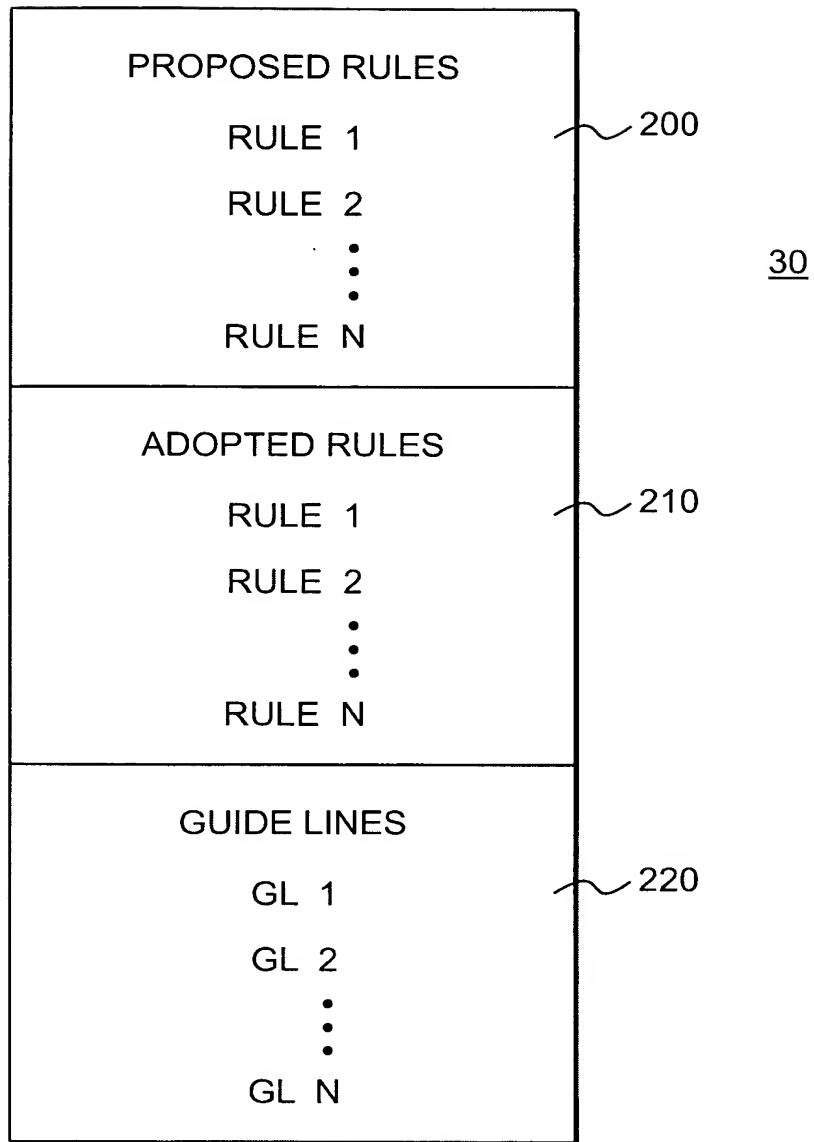 PROPOSED RULES
RULE 1
200
RULE 2
30
RULE N
ADOPTED RULES
RULE 1
210
RULE 2
RULE N
GUIDE LINES
GL 1
220
GL 2
GL N